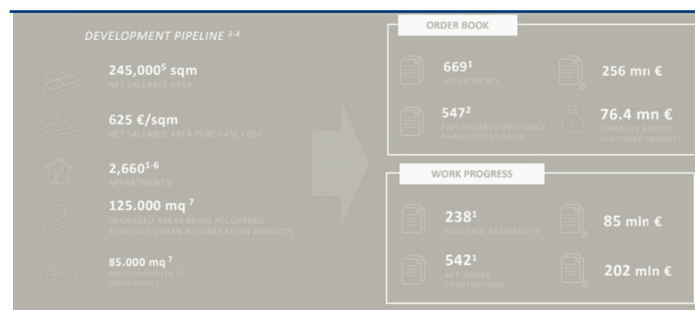 DEVELOPMENT PIPELINE 3-4
245,000⁵ sqm
NET SALEABLE AREA
625 €/sqm
NET SALEABLE AREA PURCHASE COST
2,660¹⁻⁶
APPARTMENTS
125.000 mq ⁷
DEGRADED AREAS BEING RECOVERED
THROUGH URBAN REGENERATION PROJECTS
85.000 mq ⁷
AREAS CONVERTED TO
GREEN SPACES
ORDER BOOK
669¹
APPARTMENTS
256 mn €
547²
PRELIMINARY CONVEYANCE
AGREEMENTS SIGNED
76.4 mn €
FORMALLY AGREED
CUSTOMER DEPOSITS
WORK PROGRESS
238¹
DELIVERED APARTMENTS
85 mln €
542¹
APT. UNDER
CONSTRUCTION
202 mln €